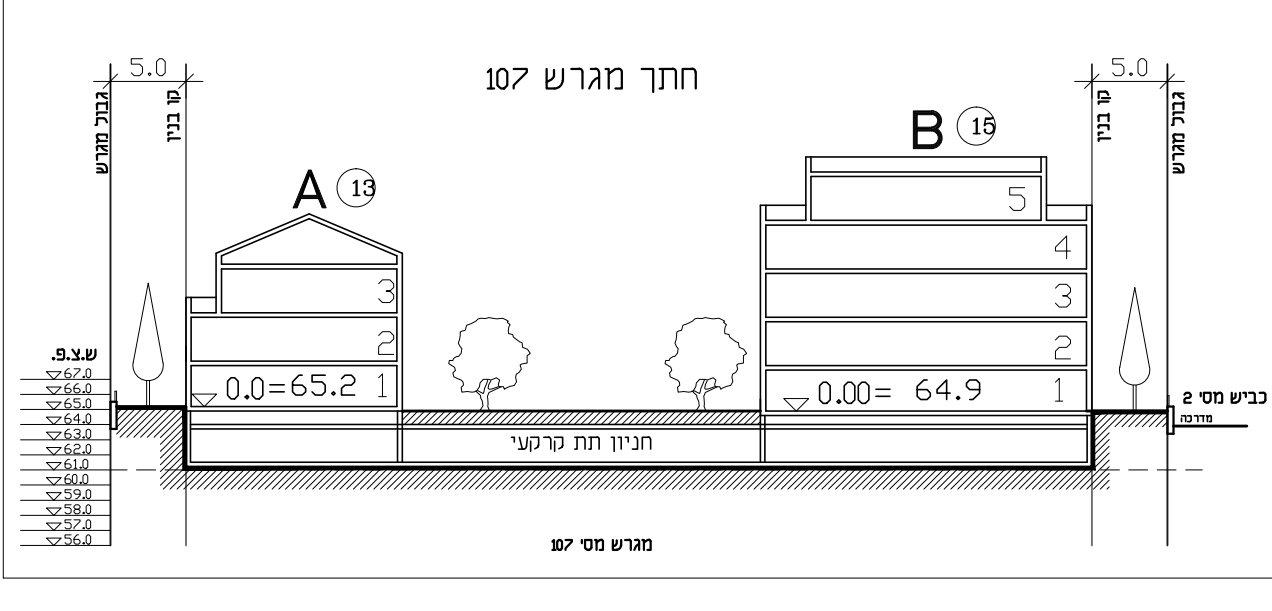 חתך מגרש 107
5.0
5.0
גבול מגרש
קו בנין
קו בנין
גבול מגרש
A 13
B 15
5
4
3
2
1
3
2
1
0.0=65.2
0.00= 64.9
ש.צ.פ.
67.0
66.0
65.0
64.0
63.0
62.0
61.0
60.0
59.0
58.0
57.0
56.0
כביש מסי 2
מדרכה
חניון תת קרקעי
מגרש מסי 107